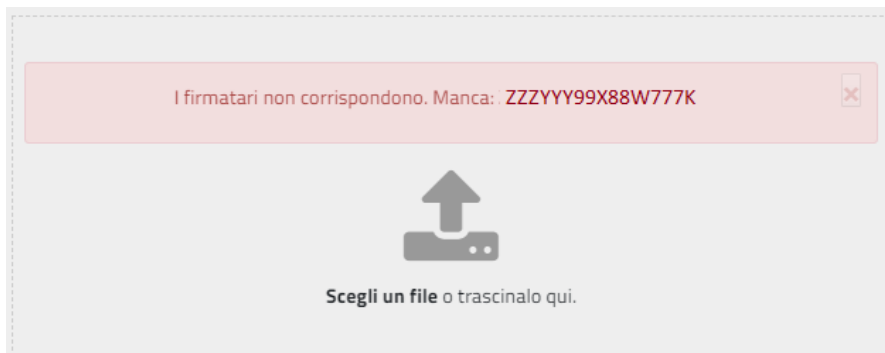 I firmatari non corrispondono. Manca: ZZZYYY99X88W777K
Scegli un file o trascinalo qui.